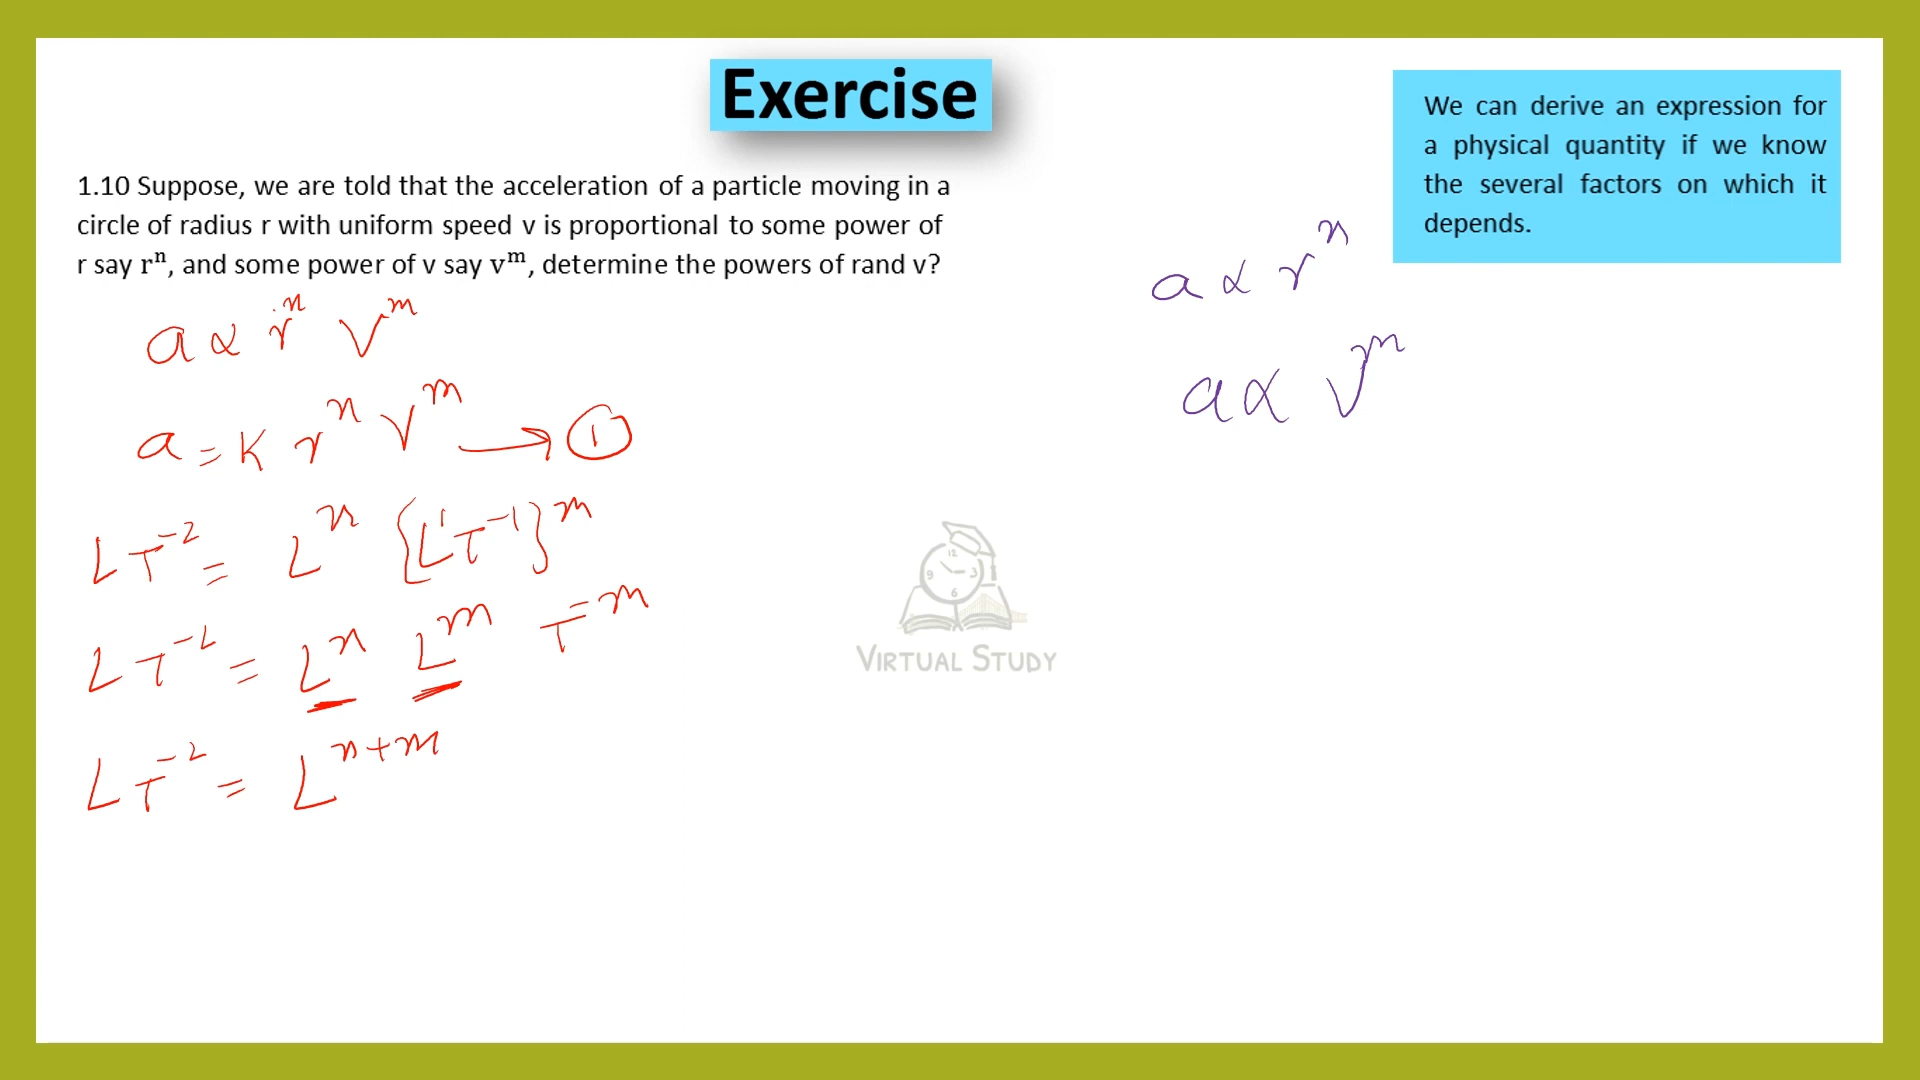 Exercise
We can derive an expression for
a physical quantity if we know
the several factors on which it
depends.
1.10 Suppose, we are told that the acceleration of a particle moving in a
circle of radius r with uniform speed v is proportional to some power of
r say rⁿ, and some power of v say vᵐ, determine the powers of rand v?
a ∝ rⁿ vᵐ
a = K rⁿ vᵐ → ①
LT⁻² = Lⁿ {L¹T⁻¹}ᵐ
LT⁻² = Lⁿ Lᵐ T⁻ᵐ
LT⁻² = Lⁿ⁺ᵐ
a ∝ rⁿ
a ∝ vᵐ
12
3
6
9
VIRTUAL STUDY